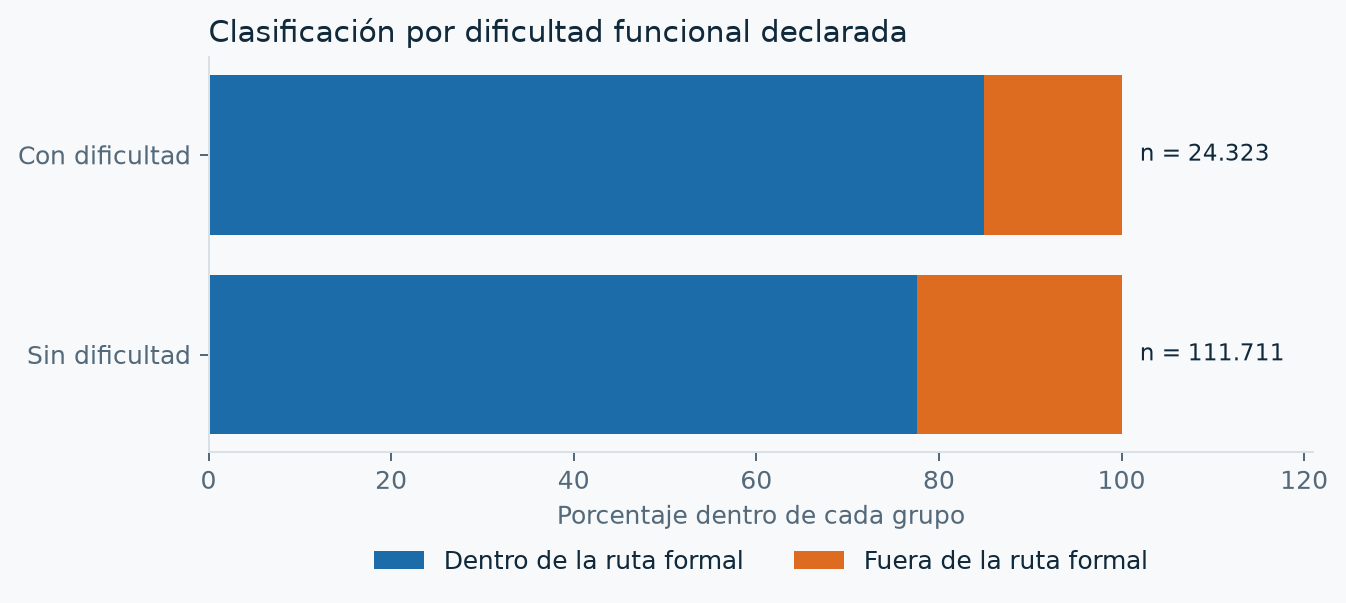 Clasificación por dificultad funcional declarada
Con dificultad
n = 24.323
Sin dificultad
n = 111.711
0 20 40 60 80 100 120
Porcentaje dentro de cada grupo
Dentro de la ruta formal Fuera de la ruta formal